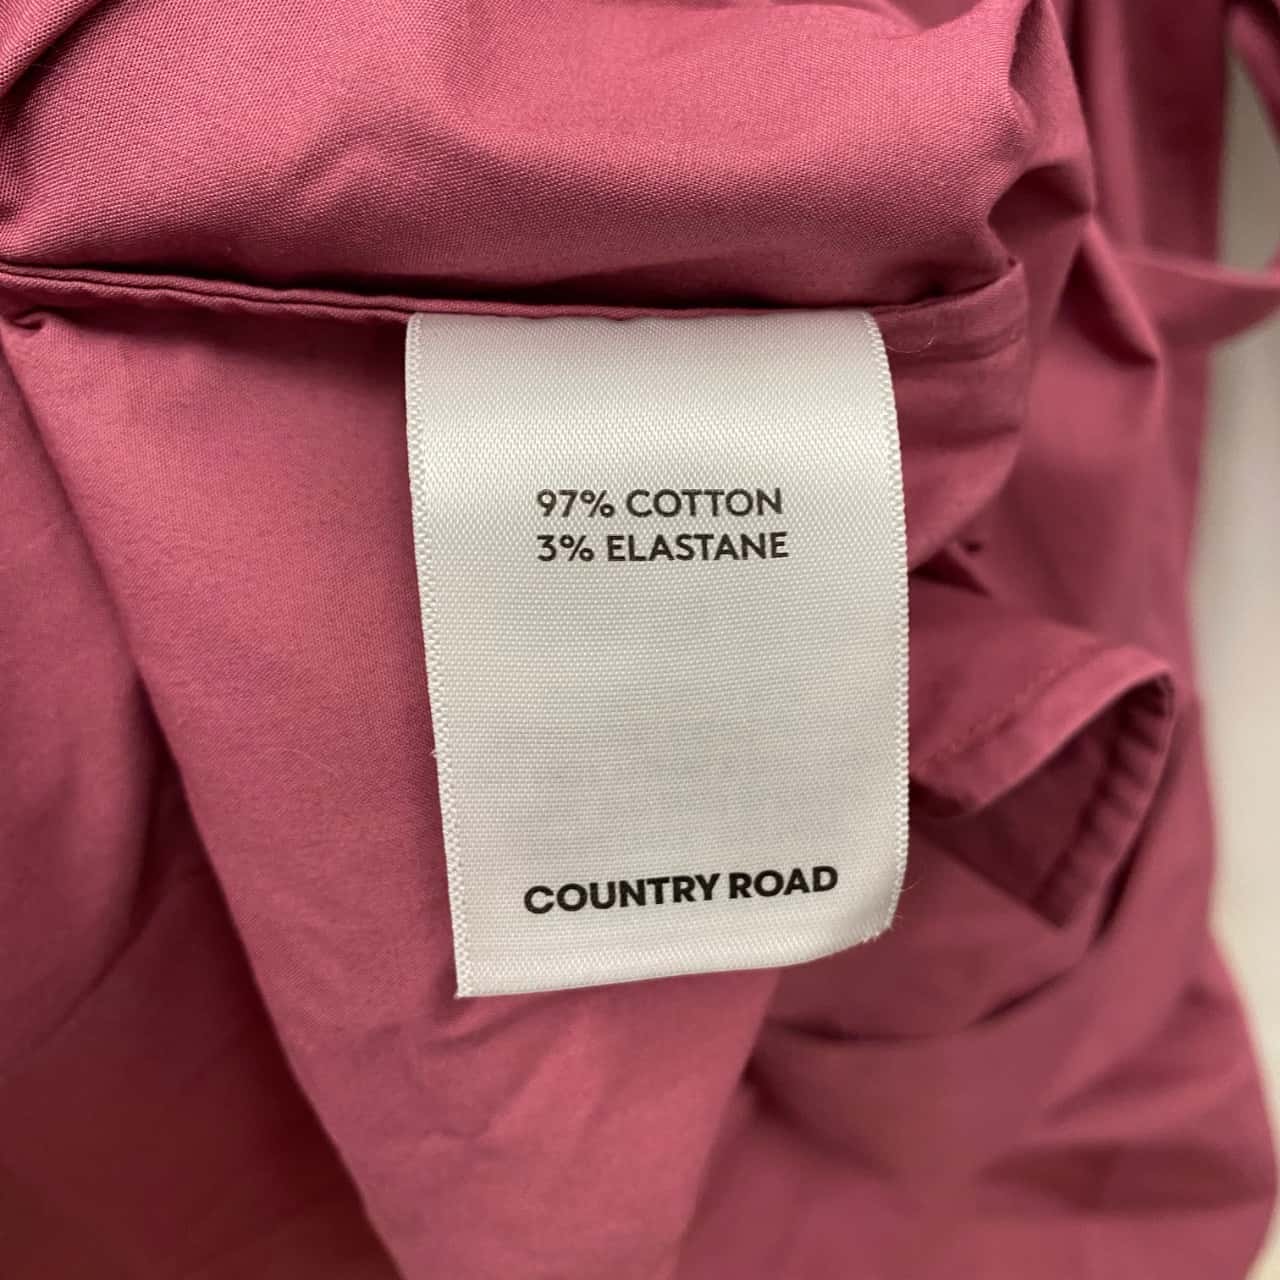 97% COTTON
3% ELASTANE
COUNTRY ROAD